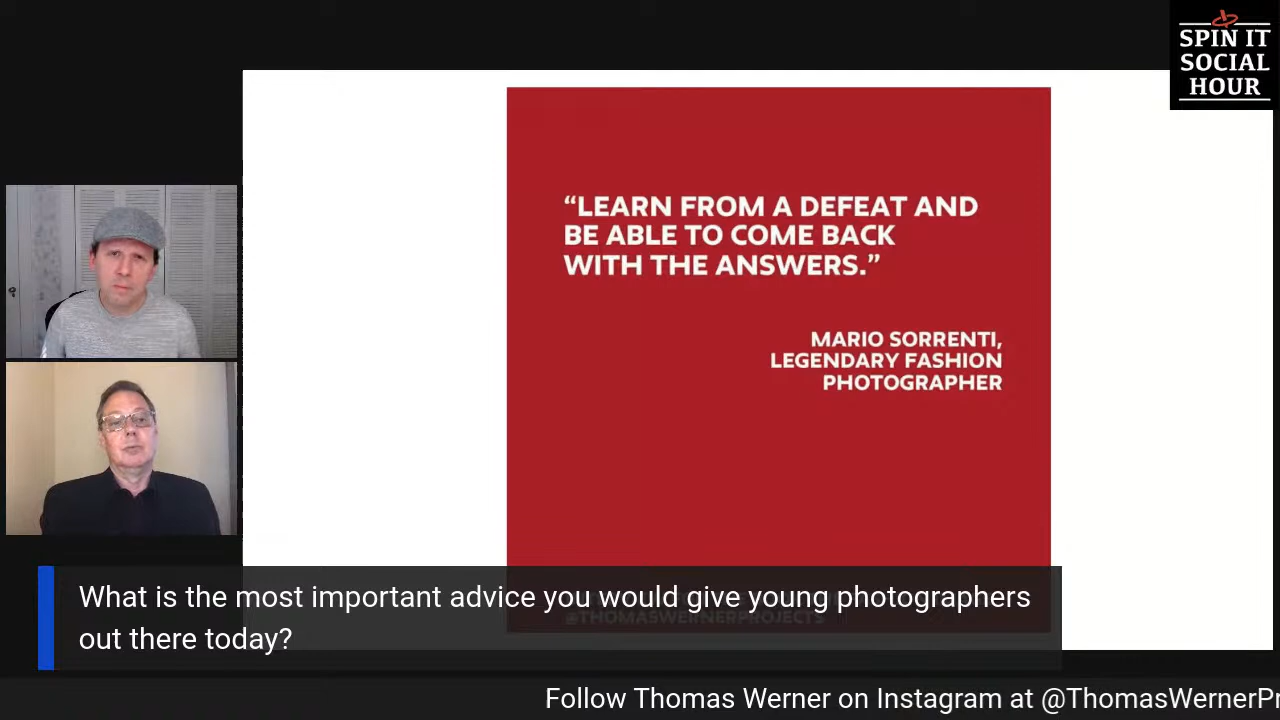 SPIN IT
SOCIAL
HOUR
“LEARN FROM A DEFEAT AND
BE ABLE TO COME BACK
WITH THE ANSWERS.”
MARIO SORRENTI,
LEGENDARY FASHION
PHOTOGRAPHER
What is the most important advice you would give young photographers
out there today?
@THOMASWERNERPROJECTS
Follow Thomas Werner on Instagram at @ThomasWernerPr